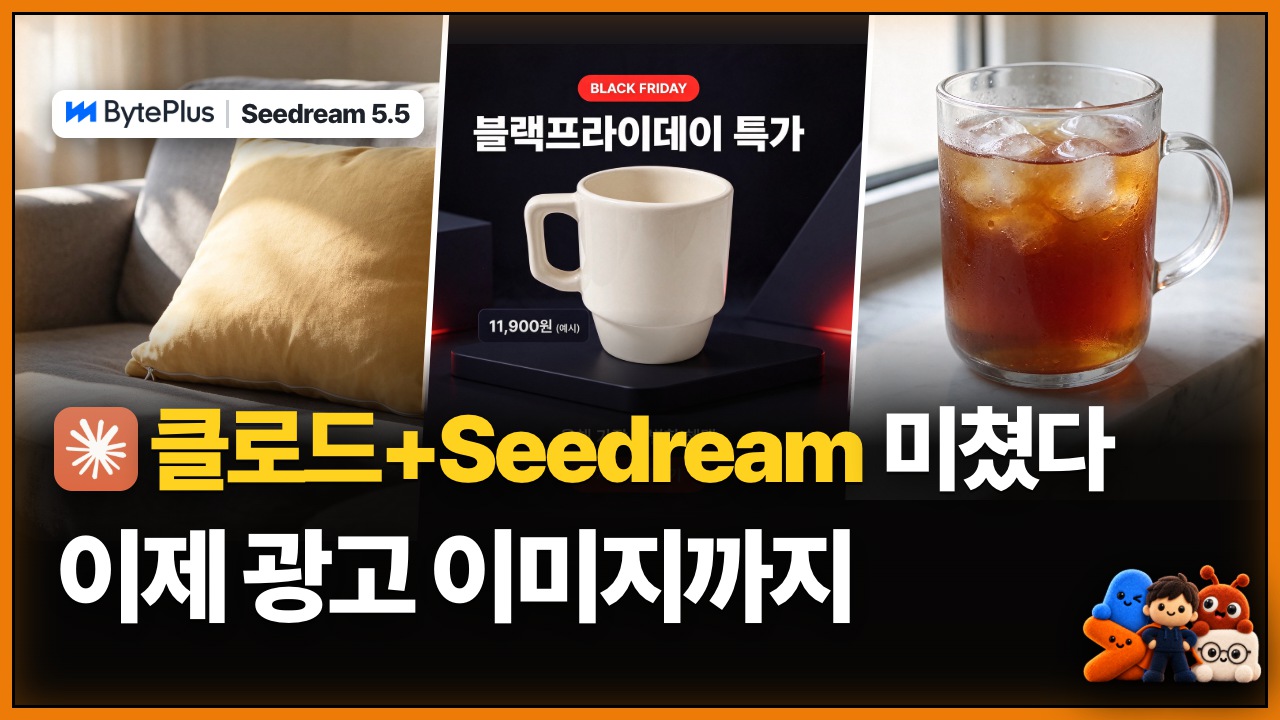 BytePlus | Seedream 5.5
BLACK FRIDAY
블랙프라이데이 특가
11,900원 (예시)
클로드+Seedream 미쳤다
이제 광고 이미지까지